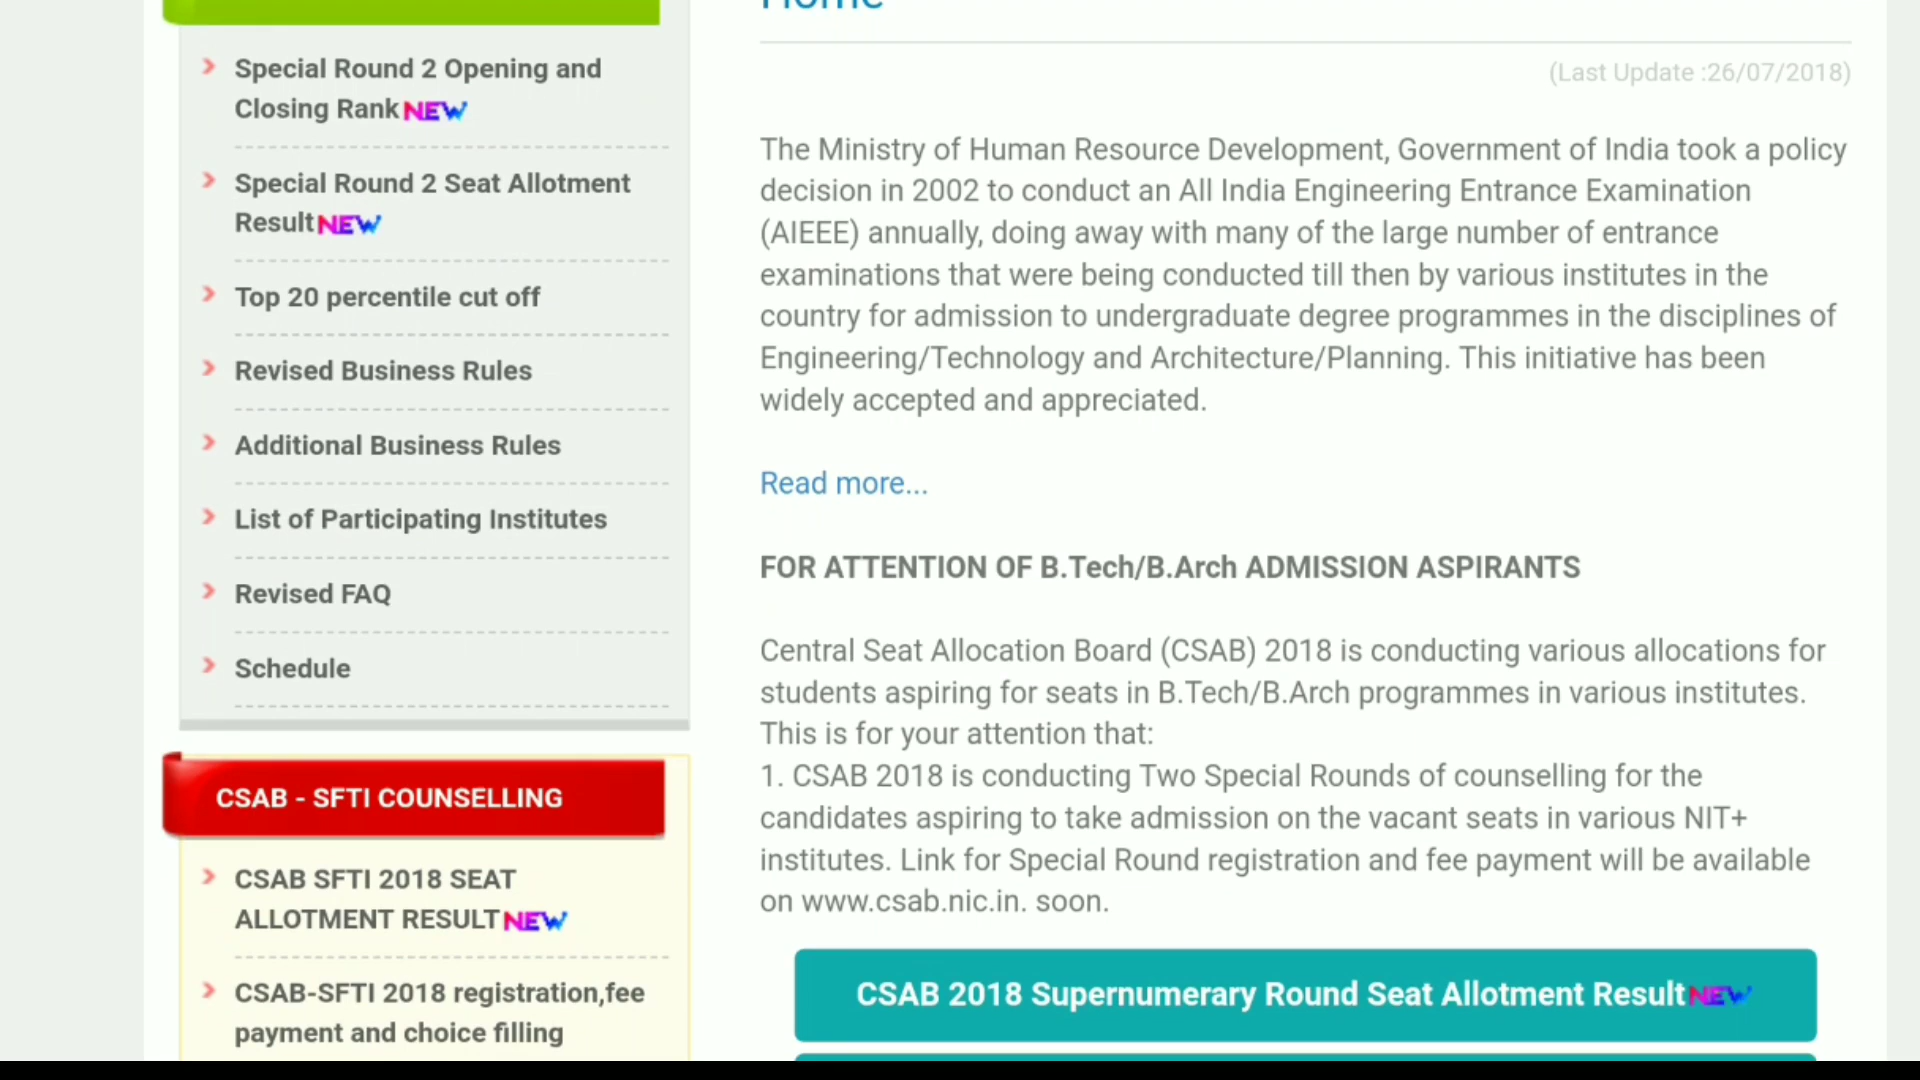 Special Round 2 Opening and
Closing Rank NEW
Special Round 2 Seat Allotment
Result NEW
Top 20 percentile cut off
Revised Business Rules
Additional Business Rules
List of Participating Institutes
Revised FAQ
Schedule
CSAB - SFTI COUNSELLING
CSAB SFTI 2018 SEAT
ALLOTMENT RESULT NEW
CSAB-SFTI 2018 registration,fee
payment and choice filling
Home
(Last Update :26/07/2018)
The Ministry of Human Resource Development, Government of India took a policy
decision in 2002 to conduct an All India Engineering Entrance Examination
(AIEEE) annually, doing away with many of the large number of entrance
examinations that were being conducted till then by various institutes in the
country for admission to undergraduate degree programmes in the disciplines of
Engineering/Technology and Architecture/Planning. This initiative has been
widely accepted and appreciated.
Read more...
FOR ATTENTION OF B.Tech/B.Arch ADMISSION ASPIRANTS
Central Seat Allocation Board (CSAB) 2018 is conducting various allocations for
students aspiring for seats in B.Tech/B.Arch programmes in various institutes.
This is for your attention that:
1. CSAB 2018 is conducting Two Special Rounds of counselling for the
candidates aspiring to take admission on the vacant seats in various NIT+
institutes. Link for Special Round registration and fee payment will be available
on www.csab.nic.in. soon.
CSAB 2018 Supernumerary Round Seat Allotment Result NEW